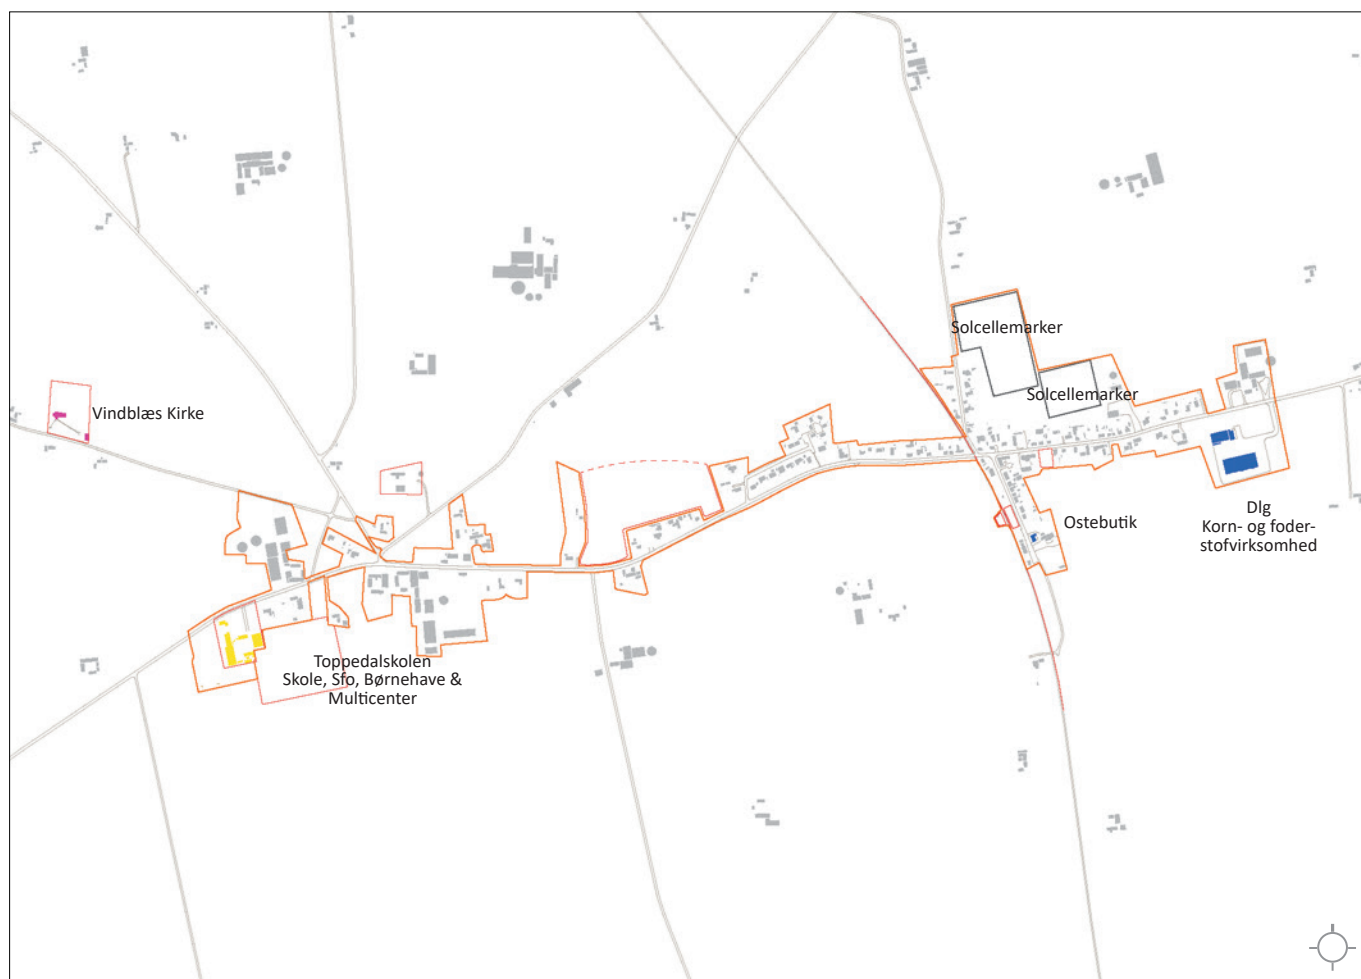 Solcellemarker
Solcellemarker
Vindblæs Kirke
Ostebutik
Dlg
Korn- og foder-
stofvirksomhed
Toppedalskolen
Skole, Sfo, Børnehave &
Multicenter